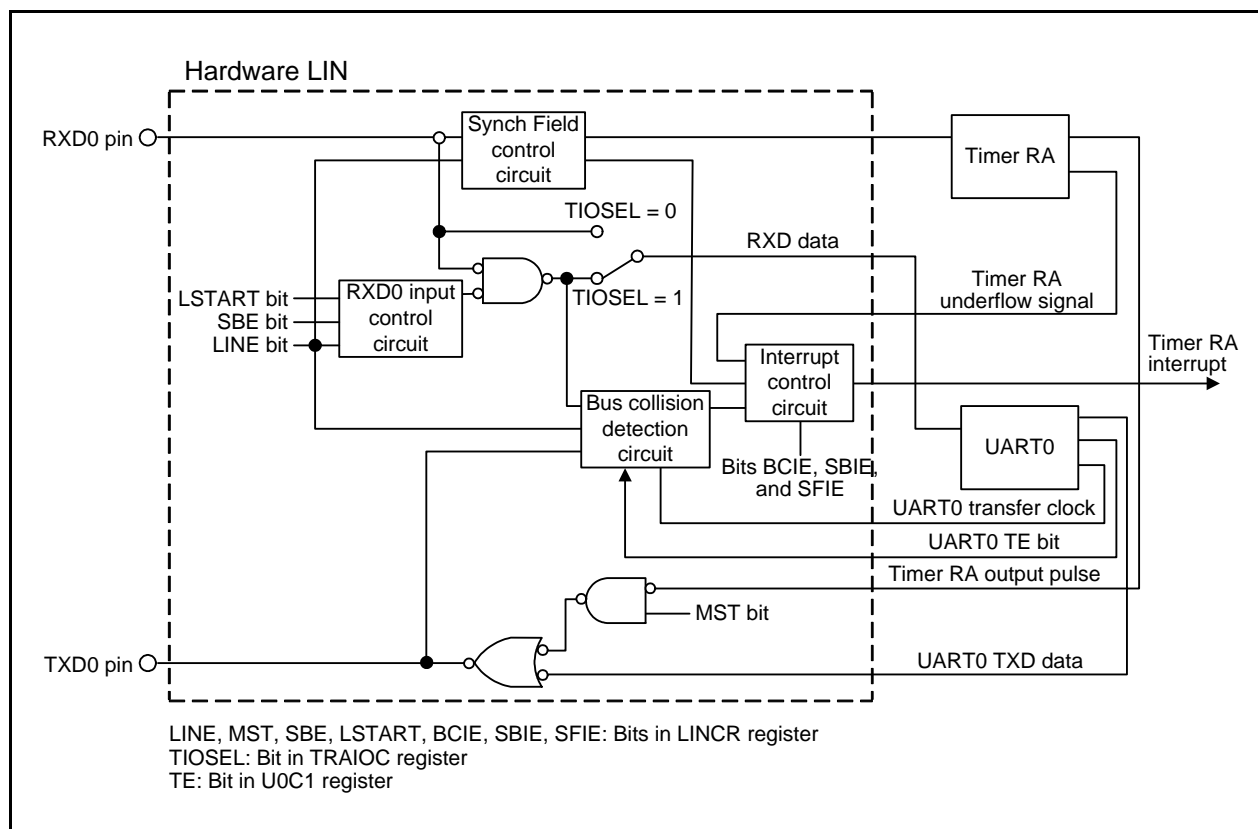 Hardware LIN
RXD0 pin
Synch Field
control
circuit
Timer RA
TIOSEL = 0
RXD data
TIOSEL = 1
LSTART bit
SBE bit
LINE bit
RXD0 input
control
circuit
Timer RA
underflow signal
Timer RA
interrupt
Interrupt
control
circuit
Bus collision
detection
circuit
UART0
Bits BCIE, SBIE,
and SFIE
UART0 transfer clock
UART0 TE bit
Timer RA output pulse
MST bit
TXD0 pin
UART0 TXD data
LINE, MST, SBE, LSTART, BCIE, SBIE, SFIE: Bits in LINCR register
TIOSEL: Bit in TRAIOC register
TE: Bit in U0C1 register